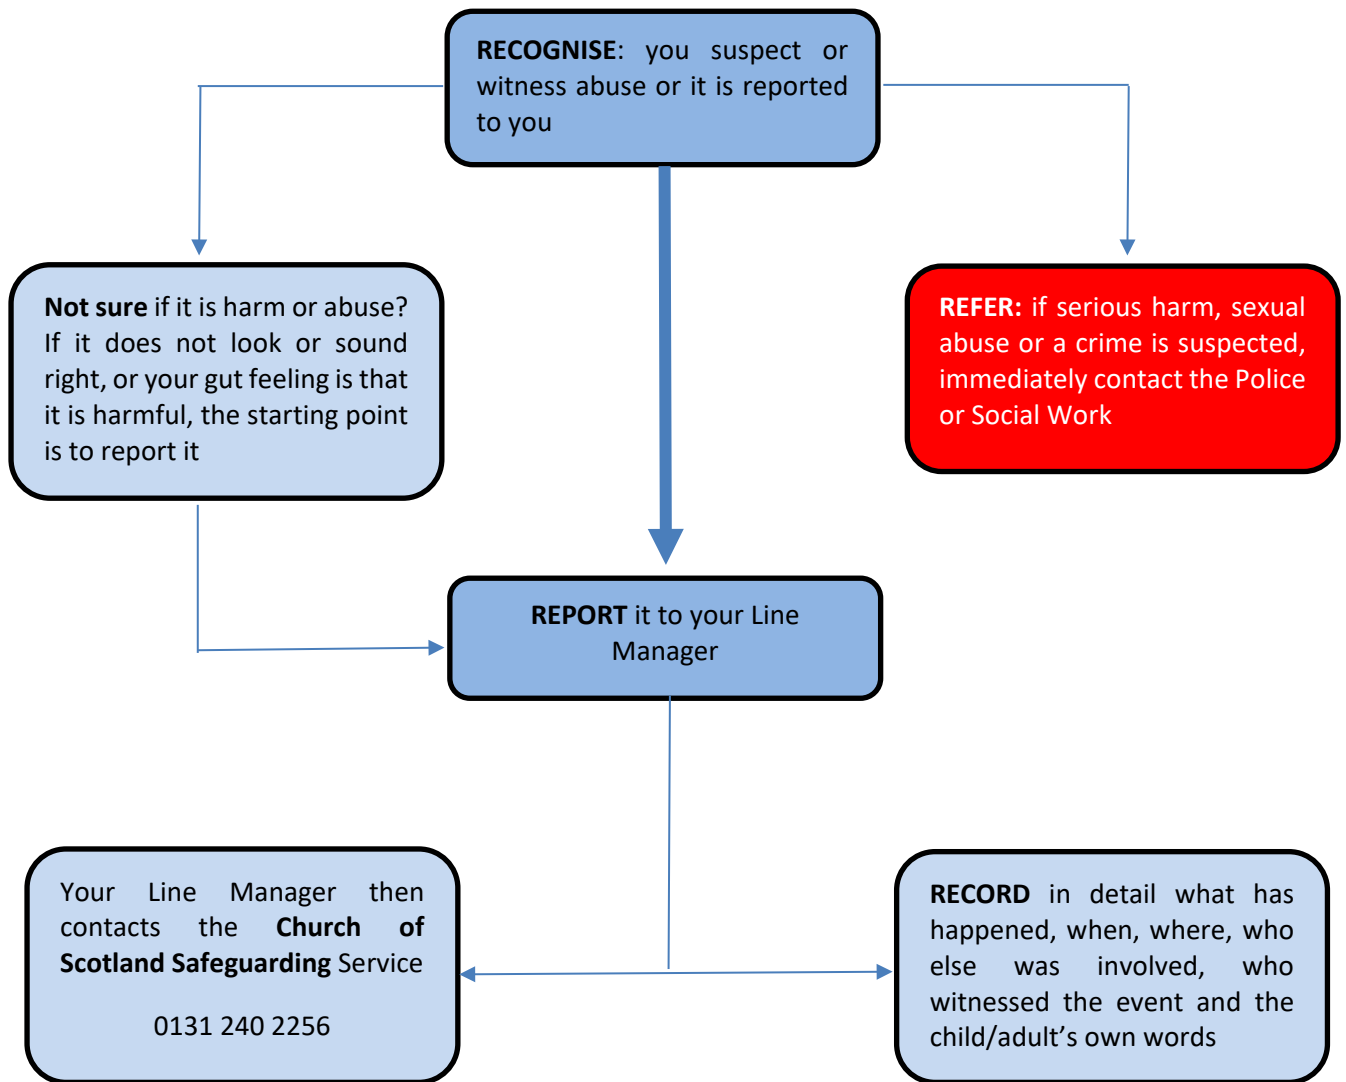 RECOGNISE: you suspect or
witness abuse or it is reported
to you
Not sure if it is harm or abuse?
If it does not look or sound
right, or your gut feeling is that
it is harmful, the starting point
is to report it
REFER: if serious harm, sexual
abuse or a crime is suspected,
immediately contact the Police
or Social Work
REPORT it to your Line
Manager
Your Line Manager then
contacts the Church of
Scotland Safeguarding Service
0131 240 2256
RECORD in detail what has
happened, when, where, who
else was involved, who
witnessed the event and the
child/adult’s own words